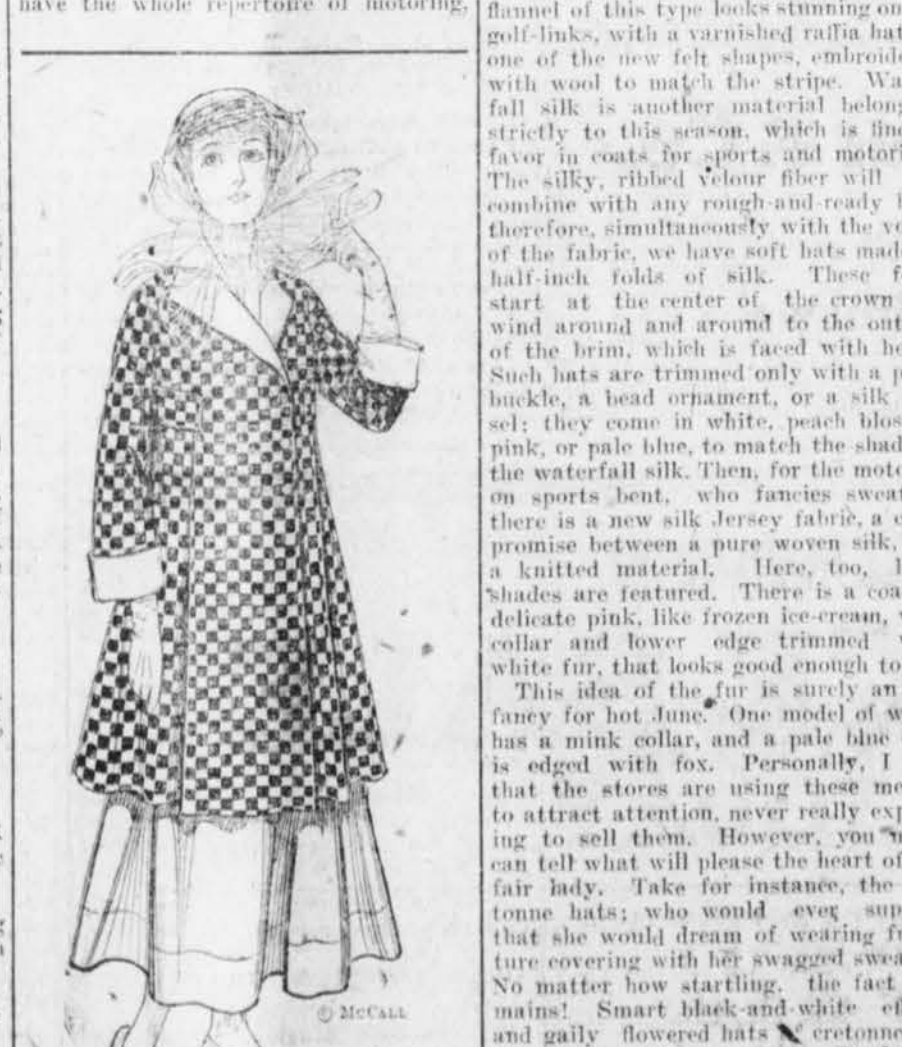 have the whole repertoire of motoring,
© McCALL
flannel of this type looks stunning on
golf-links, with a varnished raffia hat
one of the new felt shapes, embroide
with wool to match the stripe. Wa
fall silk is another material belong
strictly to this season, which is find
favor in coats for sports and motori
The silky, ribbed velour fiber will
combine with any rough-and-ready h
therefore, simultaneously with the vo
of the fabric, we have soft hats made
half-inch folds of silk. These f
start at the center of the crown
wind around and around to the out
of the brim, which is faced with he
Such hats are trimmed only with a p
buckle, a bead ornament, or a silk
sel; they come in white, peach blos
pink, or pale blue, to match the shad
the waterfall silk. Then, for the moto
on sports bent, who fancies sweat
there is a new silk Jersey fabric, a c
promise between a pure woven silk,
a knitted material. Here, too, l
shades are featured. There is a coa
delicate pink, like frozen ice-cream,
collar and lower edge trimmed
white fur, that looks good enough to
This idea of the fur is surely an
fancy for hot June. One model of w
has a mink collar, and a pale blue
is edged with fox. Personally, I
that the stores are using these me
to attract attention, never really exp
ing to sell them. However, you
can tell what will please the heart of
fair lady. Take for instance, the
tonne hats; who would ever sup
that she would dream of wearing fu
ture covering with her swagged swea
No matter how startling, the fact
mains! Smart black-and-white ef
and gaily flowered hats cretonne